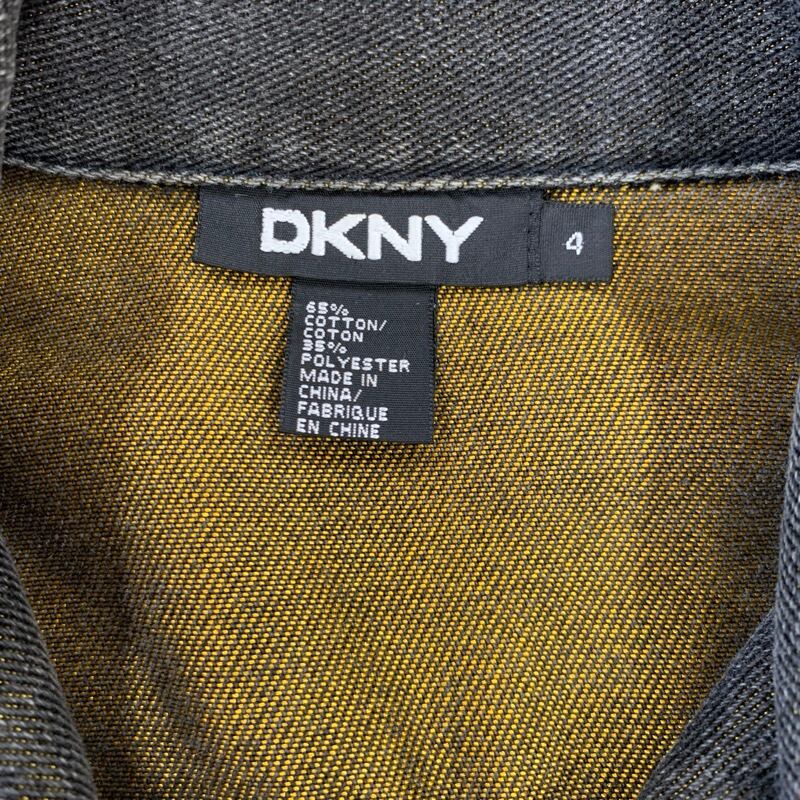 DKNY
4
65%
COTTON/
COTON
35%
POLYESTER
MADE IN
CHINA/
FABRIQUE
EN CHINE